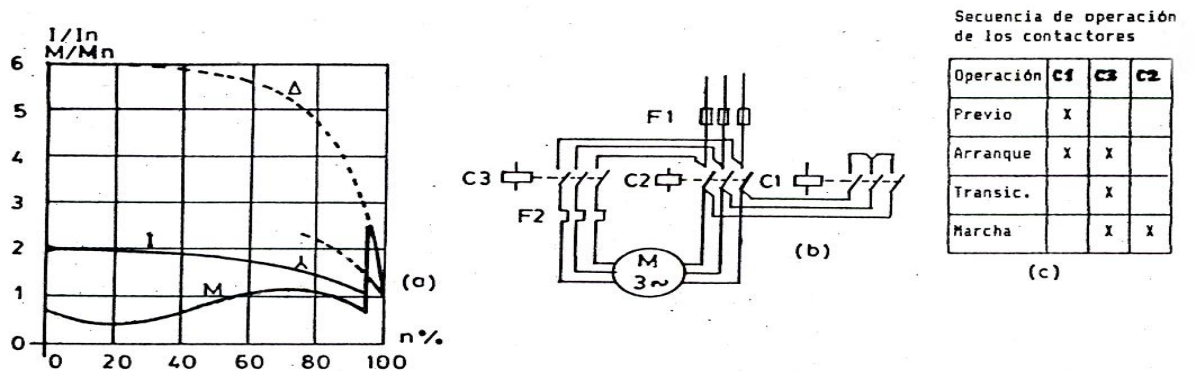 I/In
M/Mn
6
5
4
3
2
1
0
0 20 40 60 80 100
n%
Δ
I
⅄
M
(a)
F1
C3
C2
C1
F2
M
3~
(b)
Secuencia de operación
de los contactores
Operación C1 C3 C2
Previo X
Arranque X X
Transic. X
Marcha X X
(c)